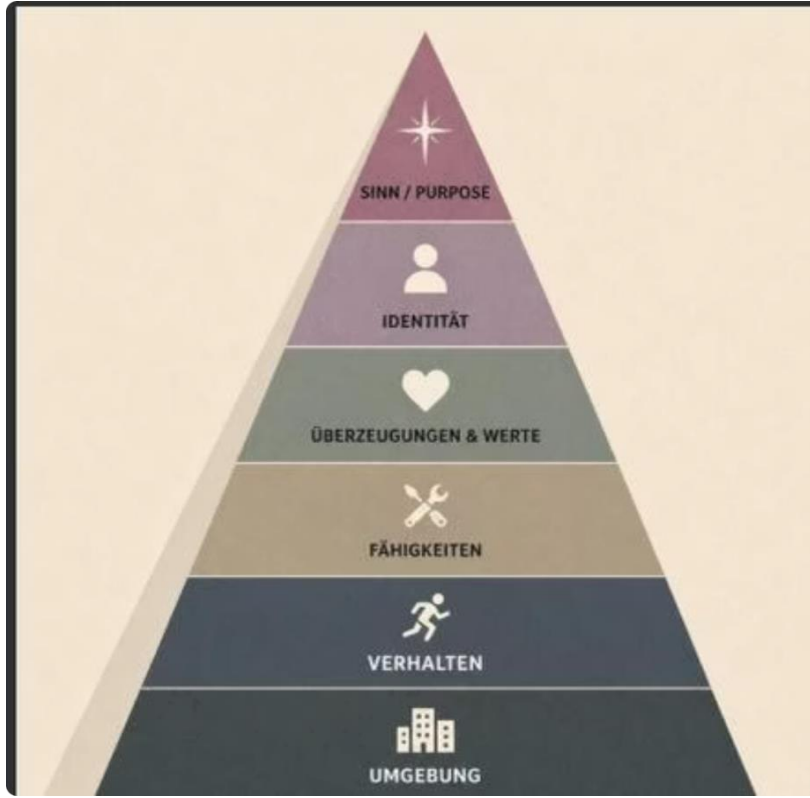 SINN / PURPOSE
IDENTITÄT
ÜBERZEUGUNGEN & WERTE
FÄHIGKEITEN
VERHALTEN
UMGEBUNG